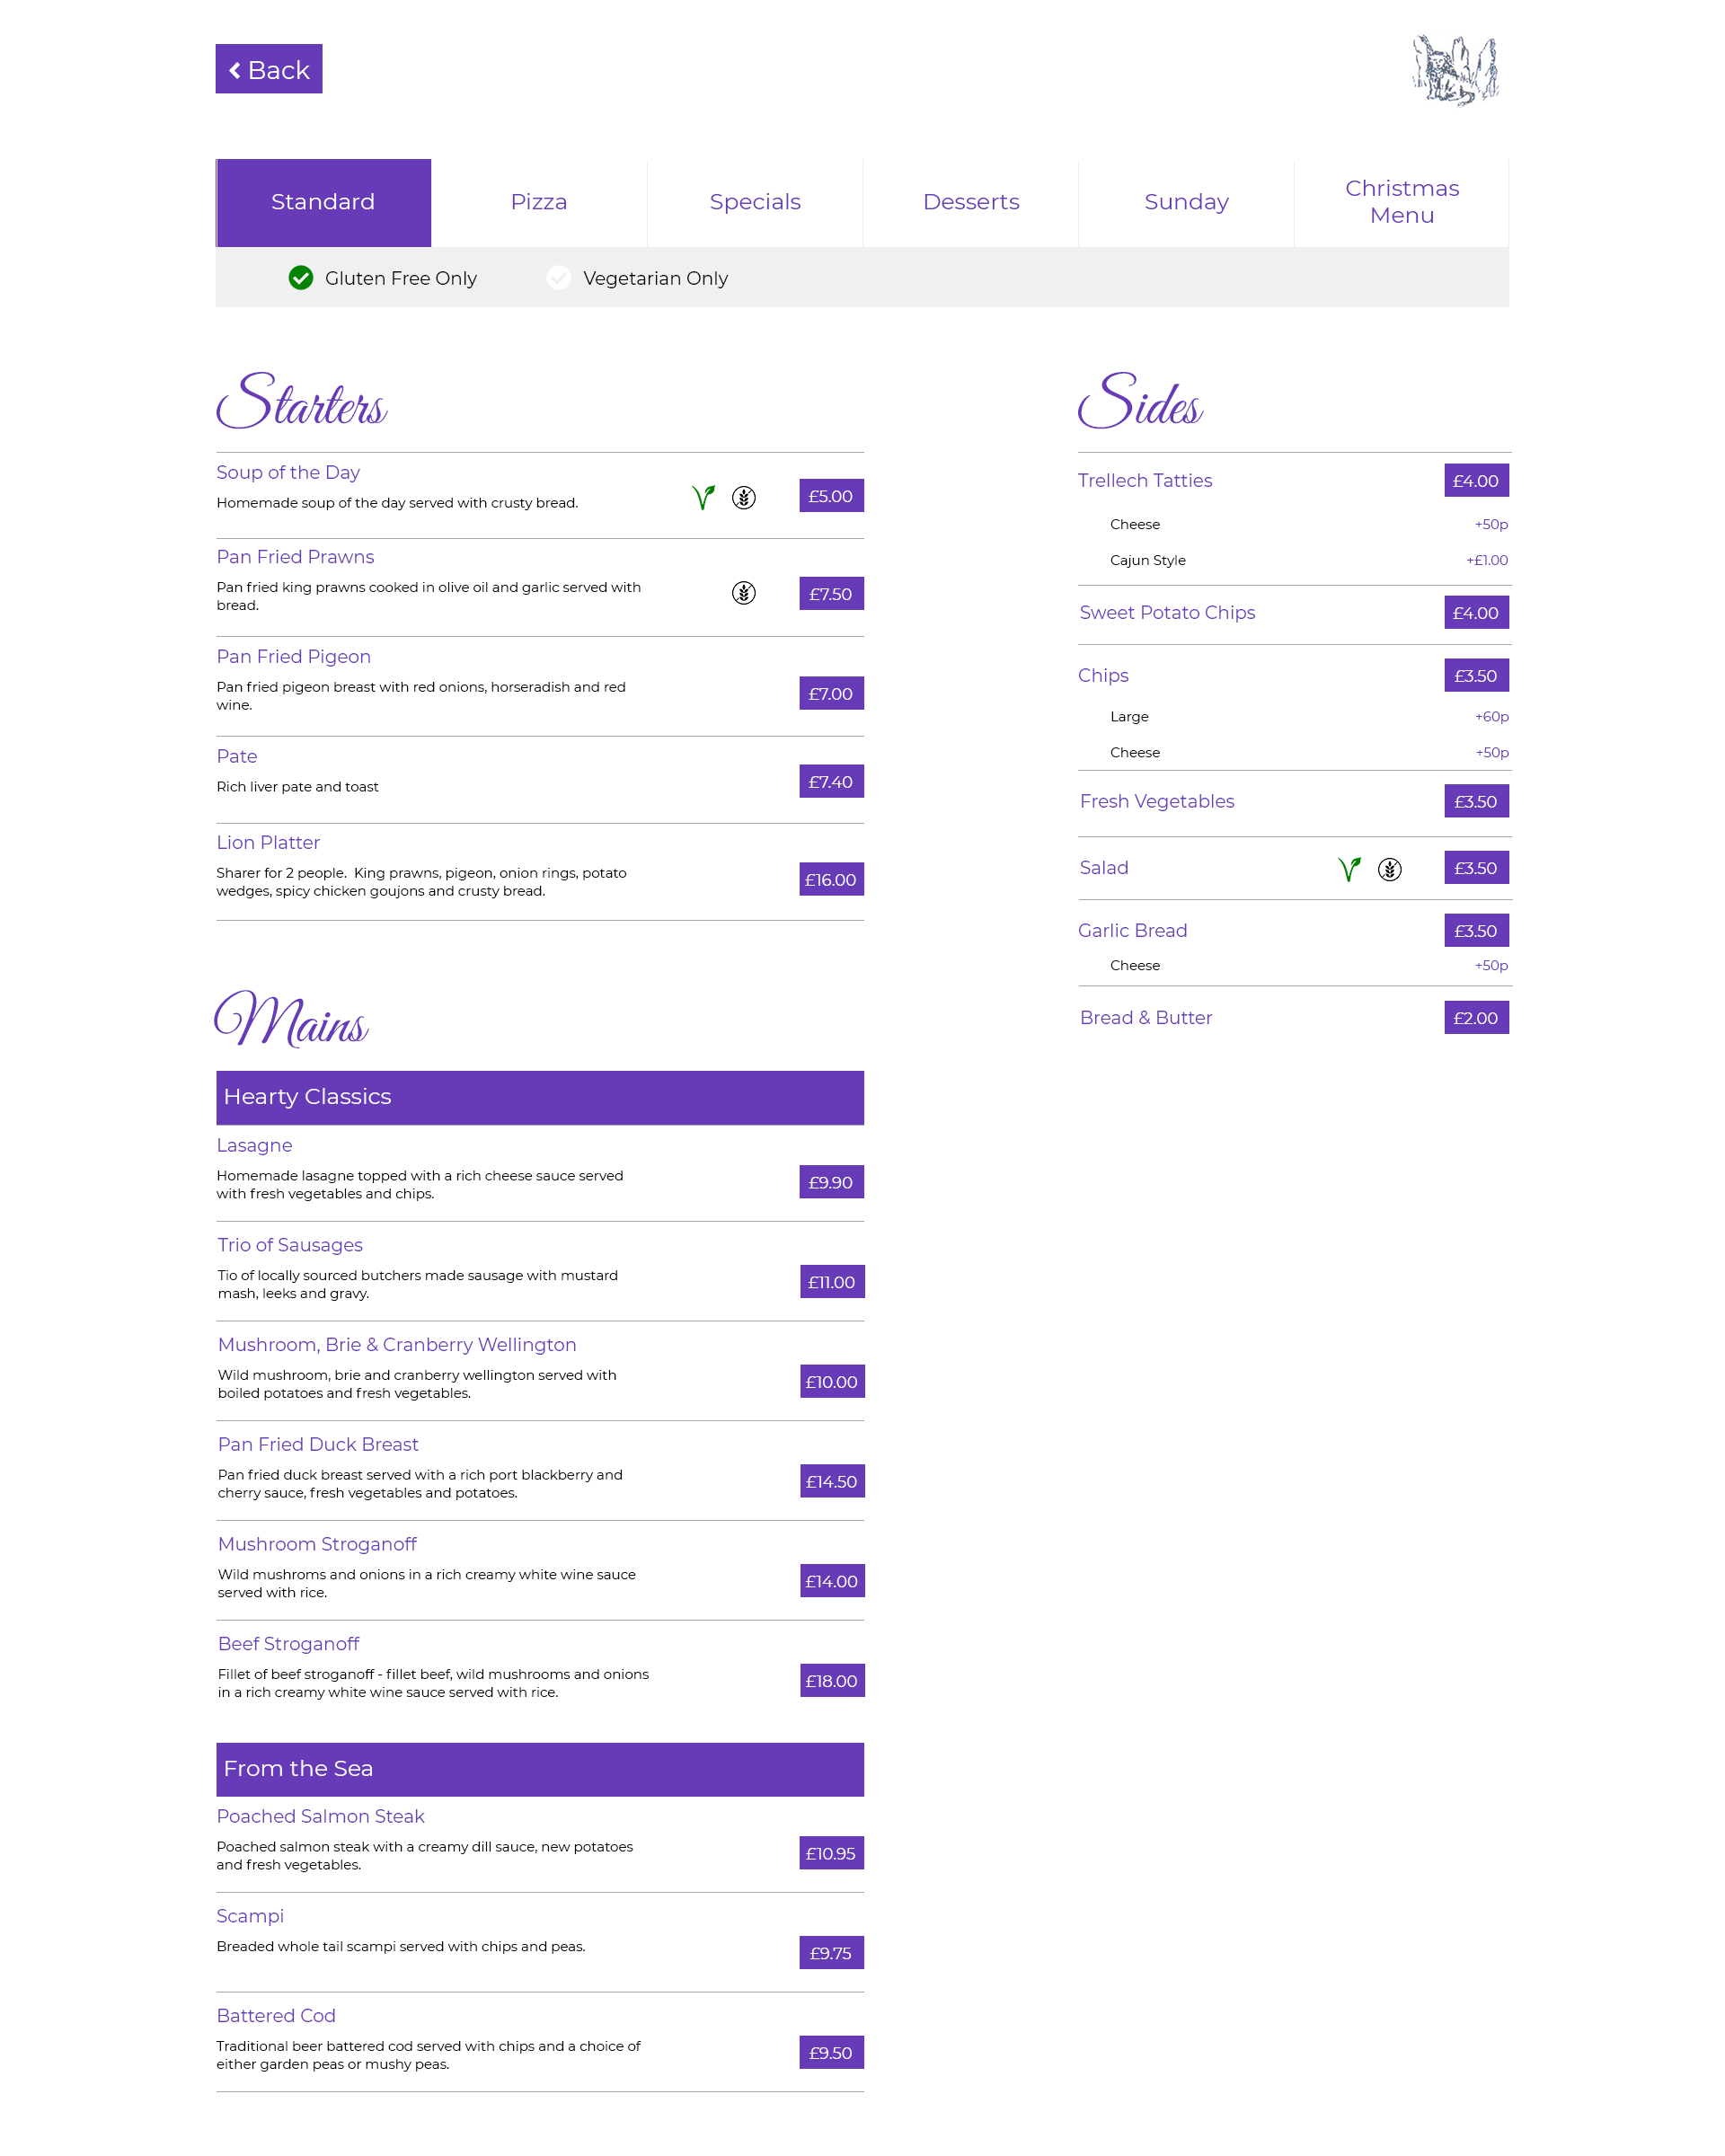 Back
Standard
Pizza
Specials
Desserts
Sunday
Christmas
Menu
Gluten Free Only
Vegetarian Only
Starters
Soup of the Day
Homemade soup of the day served with crusty bread.
£5.00
Pan Fried Prawns
Pan fried king prawns cooked in olive oil and garlic served with
bread.
£7.50
Pan Fried Pigeon
Pan fried pigeon breast with red onions, horseradish and red
wine.
£7.00
Pate
Rich liver pate and toast
£7.40
Lion Platter
Sharer for 2 people. King prawns, pigeon, onion rings, potato
wedges, spicy chicken goujons and crusty bread.
£16.00
Mains
Hearty Classics
Lasagne
Homemade lasagne topped with a rich cheese sauce served
with fresh vegetables and chips.
£9.90
Trio of Sausages
Tio of locally sourced butchers made sausage with mustard
mash, leeks and gravy.
£11.00
Mushroom, Brie & Cranberry Wellington
Wild mushroom, brie and cranberry wellington served with
boiled potatoes and fresh vegetables.
£10.00
Pan Fried Duck Breast
Pan fried duck breast served with a rich port blackberry and
cherry sauce, fresh vegetables and potatoes.
£14.50
Mushroom Stroganoff
Wild mushroms and onions in a rich creamy white wine sauce
served with rice.
£14.00
Beef Stroganoff
Fillet of beef stroganoff - fillet beef, wild mushrooms and onions
in a rich creamy white wine sauce served with rice.
£18.00
From the Sea
Poached Salmon Steak
Poached salmon steak with a creamy dill sauce, new potatoes
and fresh vegetables.
£10.95
Scampi
Breaded whole tail scampi served with chips and peas.
£9.75
Battered Cod
Traditional beer battered cod served with chips and a choice of
either garden peas or mushy peas.
£9.50
Sides
Trellech Tatties £4.00
Cheese +50p
Cajun Style +£1.00
Sweet Potato Chips £4.00
Chips £3.50
Large +60p
Cheese +50p
Fresh Vegetables £3.50
Salad £3.50
Garlic Bread £3.50
Cheese +50p
Bread & Butter £2.00